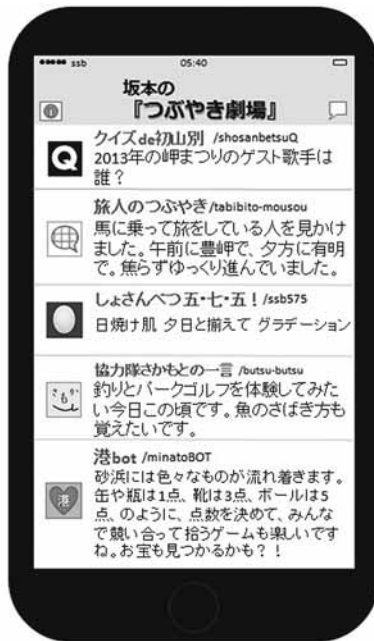 ●●●●● ssb 05:40
坂本の
『つぶやき劇場』
クイズde初山別 /shosanbetsuQ
Q
2013年の岬まつりのゲスト歌手は
誰？
旅人のつぶやき/tabibito-mousou
馬に乗って旅をしている人を見かけ
ました。午前に豊岬で、夕方に有明
で。焦らずゆっくり進んでいました。
しょさんべつ五・七・五！/ssb575
日焼け肌 夕日と揃えて グラデーション
協力隊さかもとの一言 /butsu-butsu
さもと
釣りとパークゴルフを体験してみた
い今日この頃です。魚のさばき方も
覚えたいです。
港bot /minatoBOT
港
砂浜には色々なものが流れ着きます。
缶や瓶は1点、靴は3点、ボールは5
点、のように、点数を決めて、みんな
で競い合って拾うゲームも楽しいです
ね。お宝も見つかるかも？！